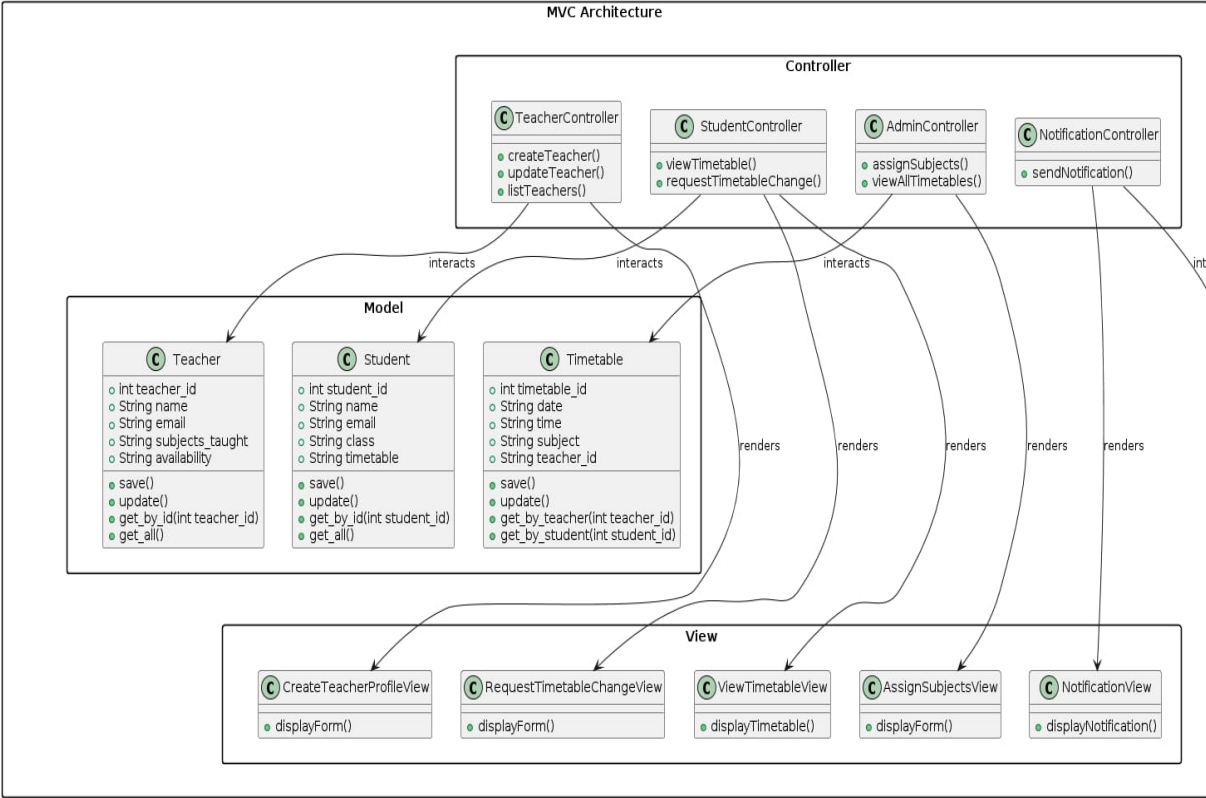 MVC Architecture
Controller
C TeacherController
createTeacher()
updateTeacher()
listTeachers()
C StudentController
viewTimetable()
requestTimetableChange()
C AdminController
assignSubjects()
viewAllTimetables()
C NotificationController
sendNotification()
interacts
interacts
interacts
int
Model
C Teacher
int teacher_id
String name
String email
String subjects_taught
String availability
save()
update()
get_by_id(int teacher_id)
get_all()
C Student
int student_id
String name
String email
String class
String timetable
save()
update()
get_by_id(int student_id)
get_all()
C Timetable
int timetable_id
String date
String time
String subject
String teacher_id
save()
update()
get_by_teacher(int teacher_id)
get_by_student(int student_id)
renders
renders
renders
renders
renders
View
C CreateTeacherProfileView
displayForm()
C RequestTimetableChangeView
displayForm()
C ViewTimetableView
displayTimetable()
C AssignSubjectsView
displayForm()
C NotificationView
displayNotification()